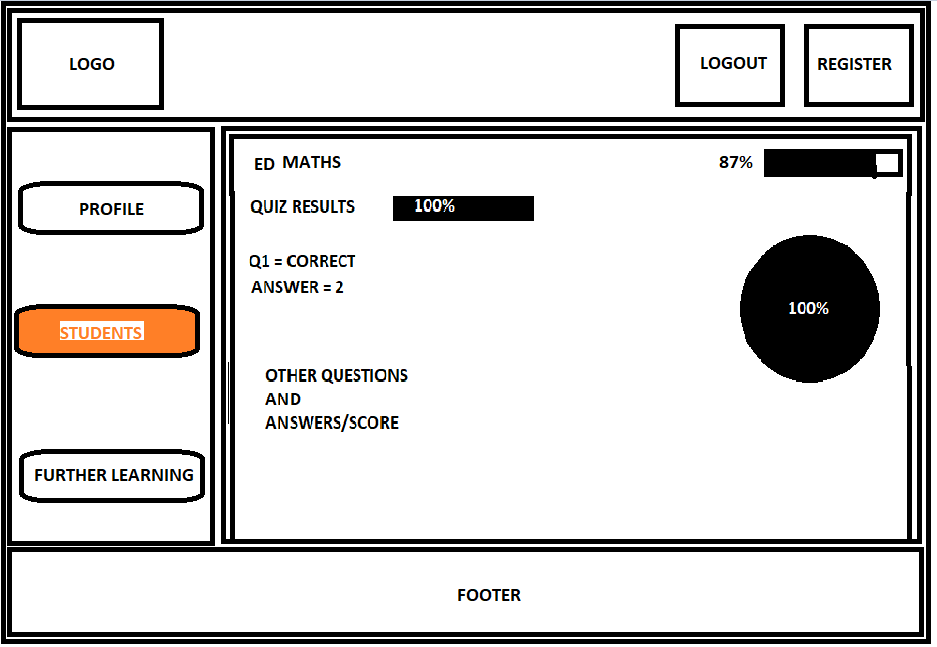 LOGO
LOGOUT
REGISTER
PROFILE
STUDENTS
FURTHER LEARNING
ED MATHS
87%
QUIZ RESULTS
100%
Q1 = CORRECT
ANSWER = 2
100%
OTHER QUESTIONS
AND
ANSWERS/SCORE
FOOTER